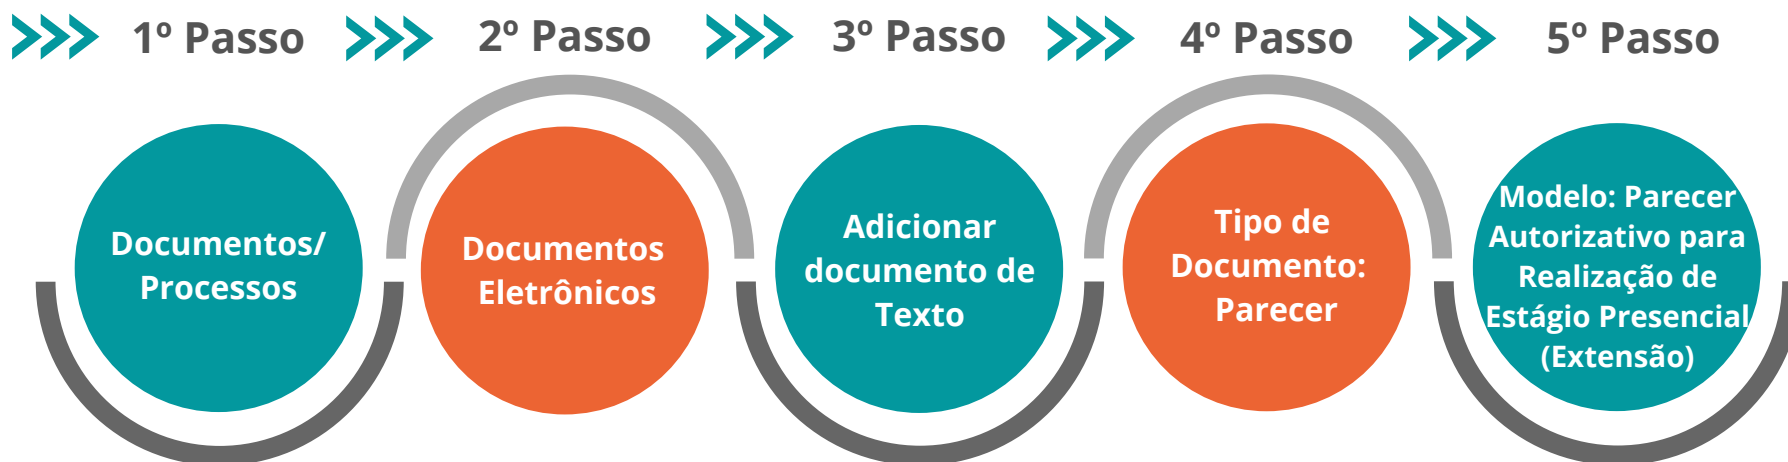 1º Passo
2º Passo
3º Passo
4º Passo
5º Passo
Documentos/
Processos
Documentos
Eletrônicos
Adicionar
documento de
Texto
Tipo de
Documento:
Parecer
Modelo: Parecer
Autorizativo para
Realização de
Estágio Presencial
(Extensão)